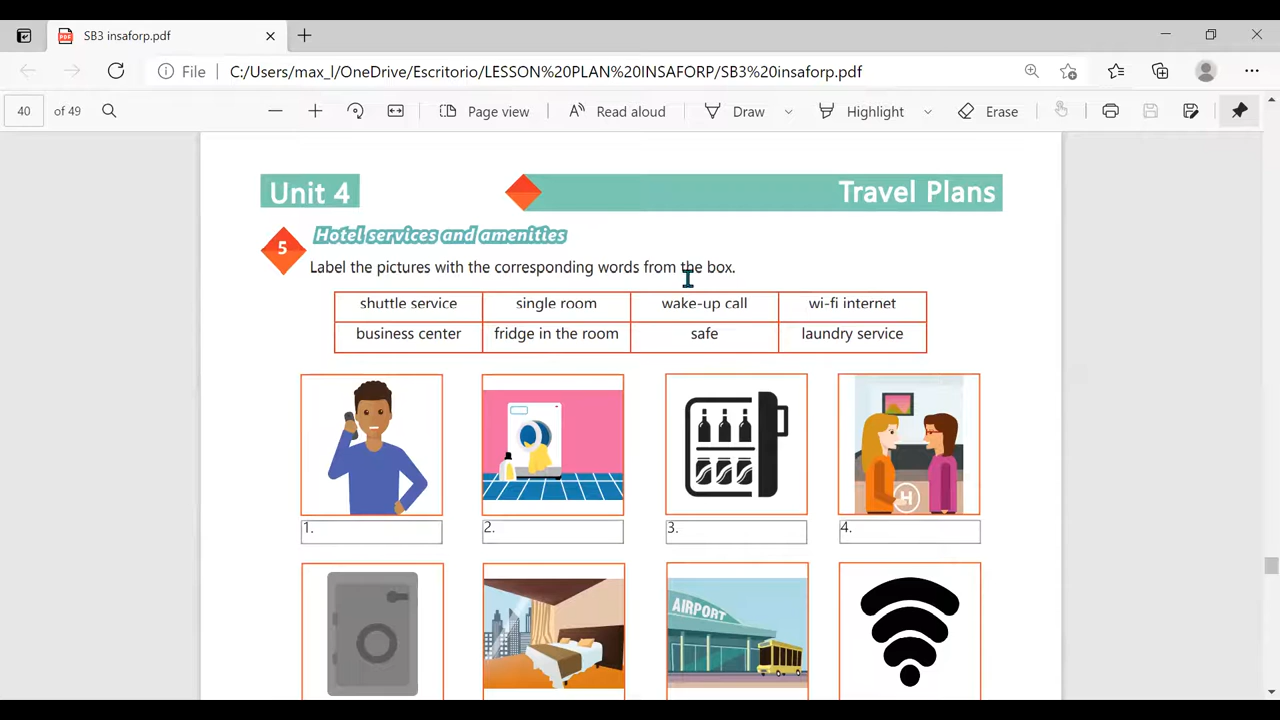 SB3 insaforp.pdf
File C:/Users/max_l/OneDrive/Escritorio/LESSON%20PLAN%20INSAFORP/SB3%20insaforp.pdf
40 of 49 Page view Read aloud Draw Highlight Erase
Unit 4 Travel Plans
5 Hotel services and amenities
Label the pictures with the corresponding words from the box.
shuttle service single room wake-up call wi-fi internet
business center fridge in the room safe laundry service
H
1. 2. 3. 4.
AIRPORT